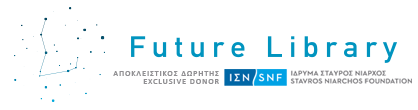 Future Library
ΑΠΟΚΛΕΙΣΤΙΚΟΣ ΔΩΡΗΤΗΣ
EXCLUSIVE DONOR
ΙΣΝ/SNF
ΙΔΡΥΜΑ ΣΤΑΥΡΟΣ ΝΙΑΡΧΟΣ
STAVROS NIARCHOS FOUNDATION